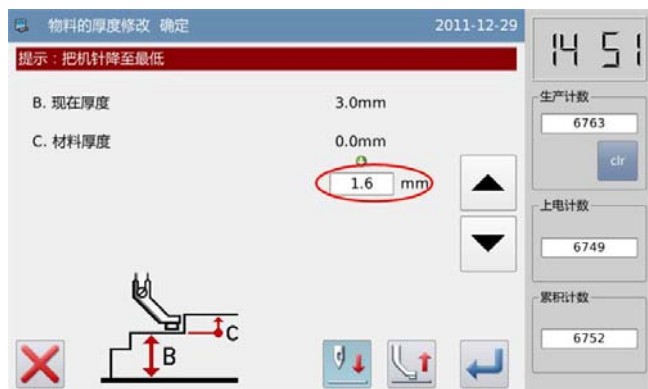 物料的厚度修改 确定 2011-12-29
提示：把机针降至最低
B. 现在厚度 3.0mm
C. 材料厚度 0.0mm
1.6 mm
C
B
14 51
生产计数
6763
clr
上电计数
6749
累积计数
6752